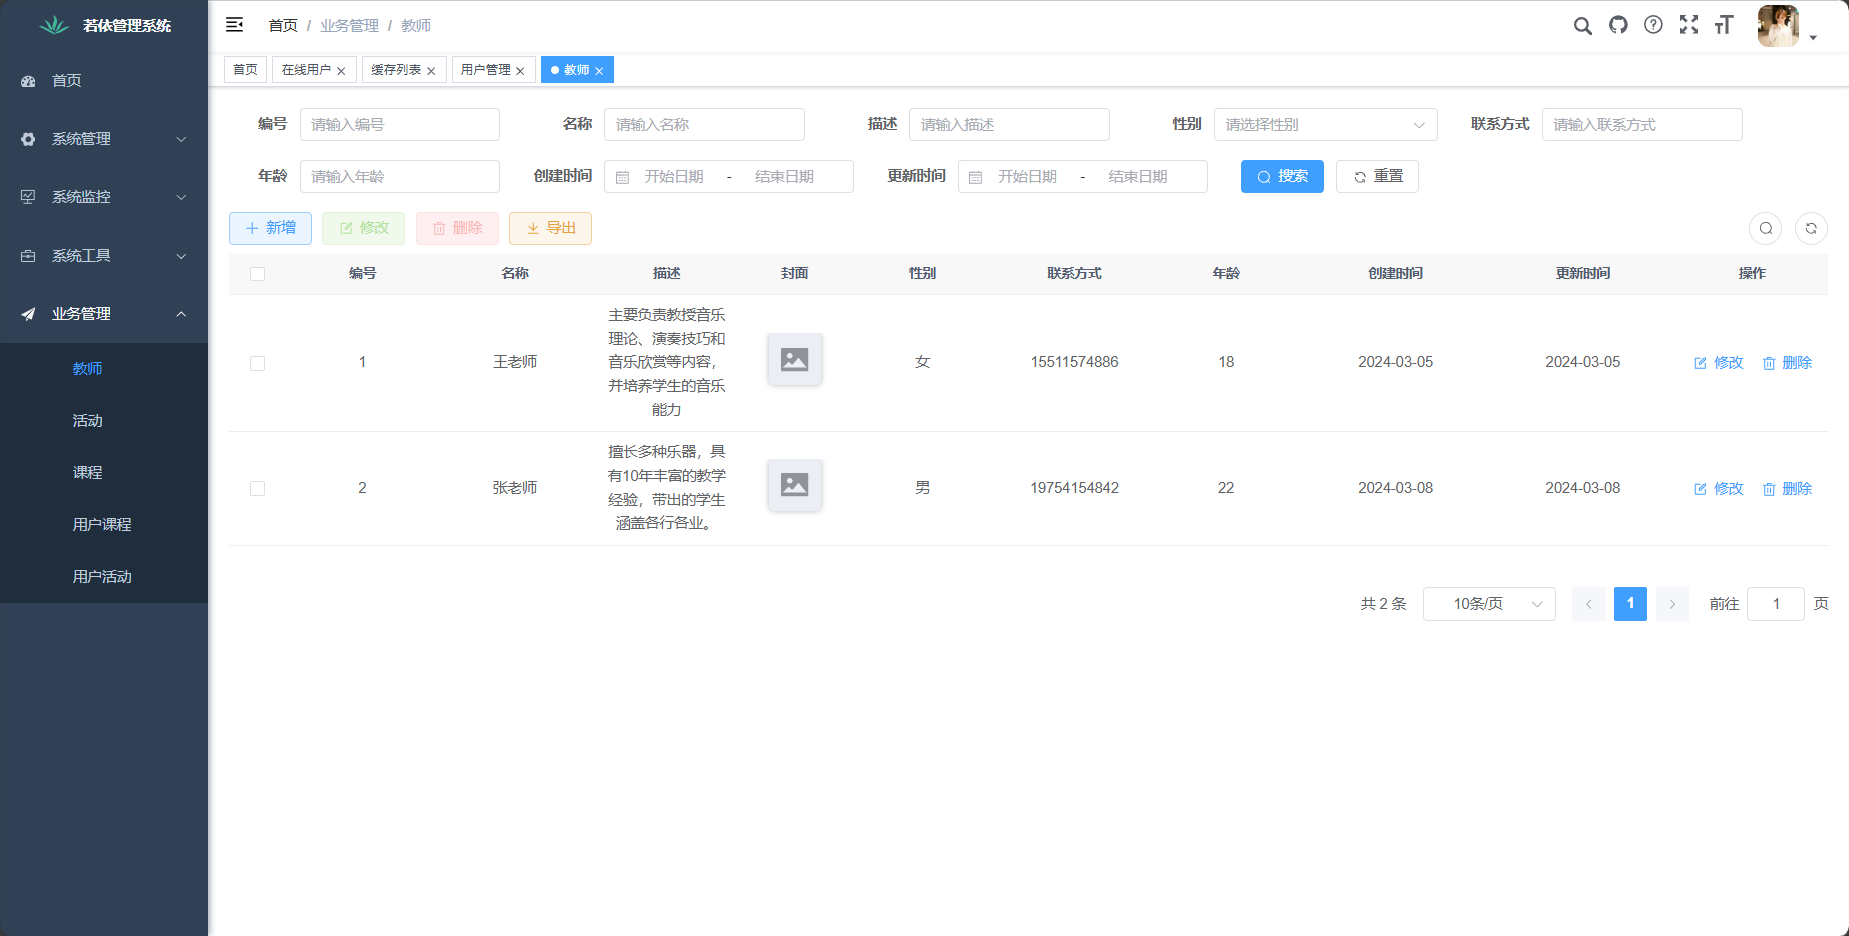 若依管理系统
首页
系统管理
系统监控
系统工具
业务管理
教师
活动
课程
用户课程
用户活动
首页 / 业务管理 / 教师
首页 在线用户 缓存列表 用户管理 教师
编号 请输入编号 名称 请输入名称 描述 请输入描述 性别 请选择性别 联系方式 请输入联系方式
年龄 请输入年龄 创建时间 开始日期 - 结束日期 更新时间 开始日期 - 结束日期 搜索 重置
新增 修改 删除 导出
编号 名称 描述 封面 性别 联系方式 年龄 创建时间 更新时间 操作
主要负责教授音乐
理论、演奏技巧和
1 王老师 音乐欣赏等内容， 女 15511574886 18 2024-03-05 2024-03-05 修改 删除
并培养学生的音乐
能力
擅长多种乐器，具
有10年丰富的教学
2 张老师 经验，带出的学生 男 19754154842 22 2024-03-08 2024-03-08 修改 删除
涵盖各行各业。
共 2 条 10条/页 1 前往 1 页